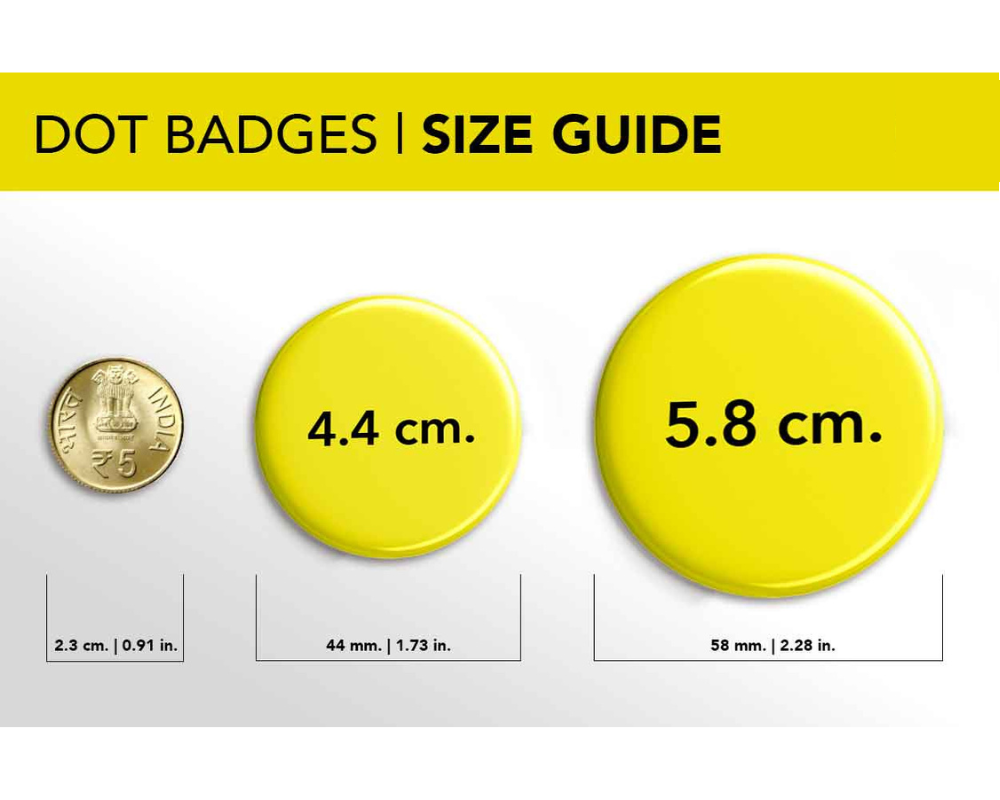 DOT BADGES | SIZE GUIDE
भारत
INDIA
₹5
4.4 cm.
5.8 cm.
2.3 cm. | 0.91 in.
44 mm. | 1.73 in.
58 mm. | 2.28 in.